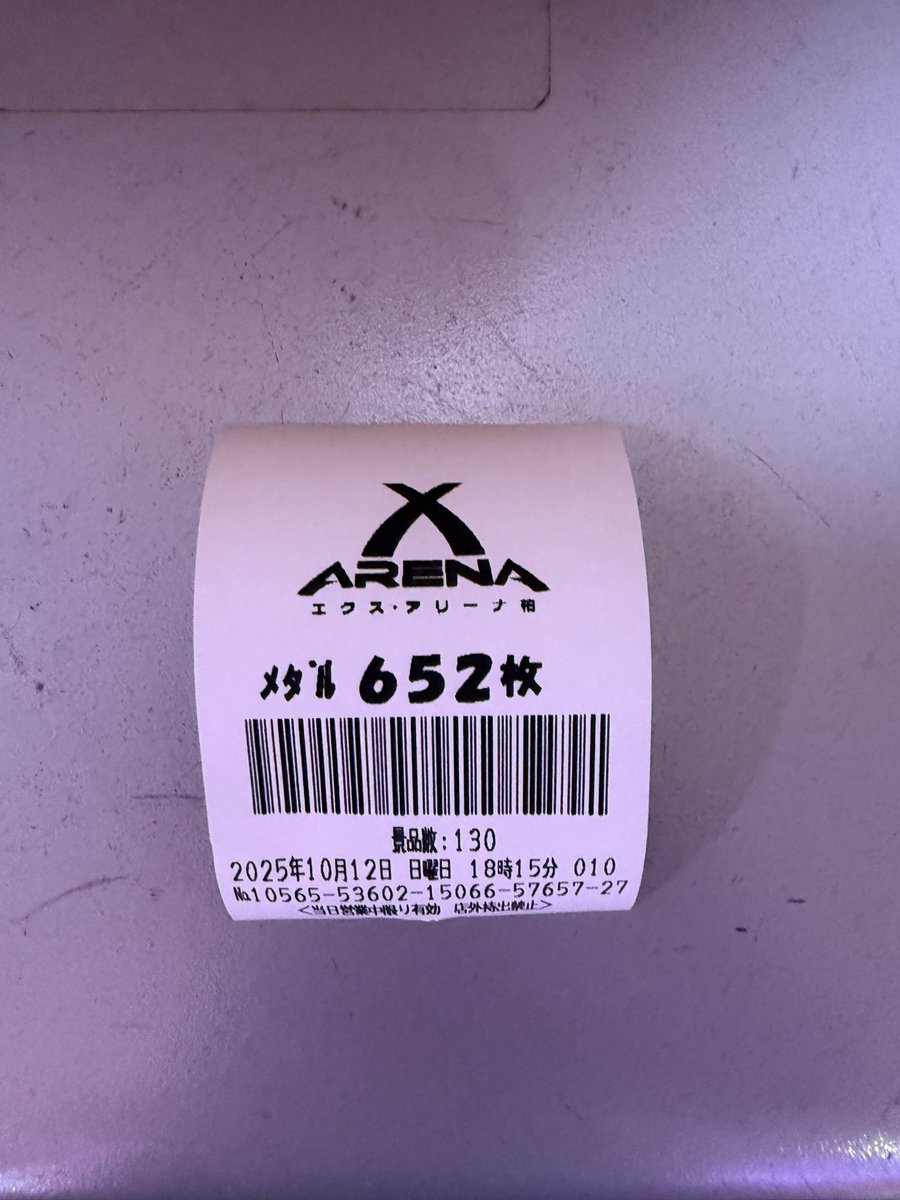 X
ARENA
エクス・アリーナ柏
メダル 652枚
景品数:130
2025年10月12日 日曜日 18時15分 010
№10565-53602-15066-57657-27
<当日営業中限り有効 店外持出禁止>